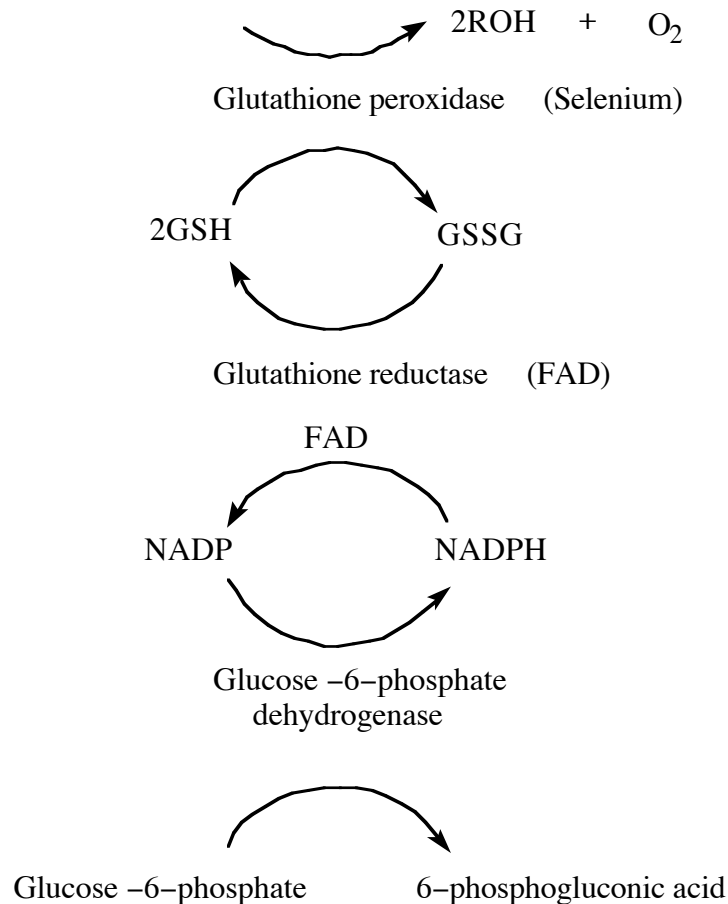 2ROH + O₂
Glutathione peroxidase (Selenium)
2GSH GSSG
Glutathione reductase (FAD)
FAD
NADP NADPH
Glucose −6−phosphate
dehydrogenase
Glucose −6−phosphate 6−phosphogluconic acid